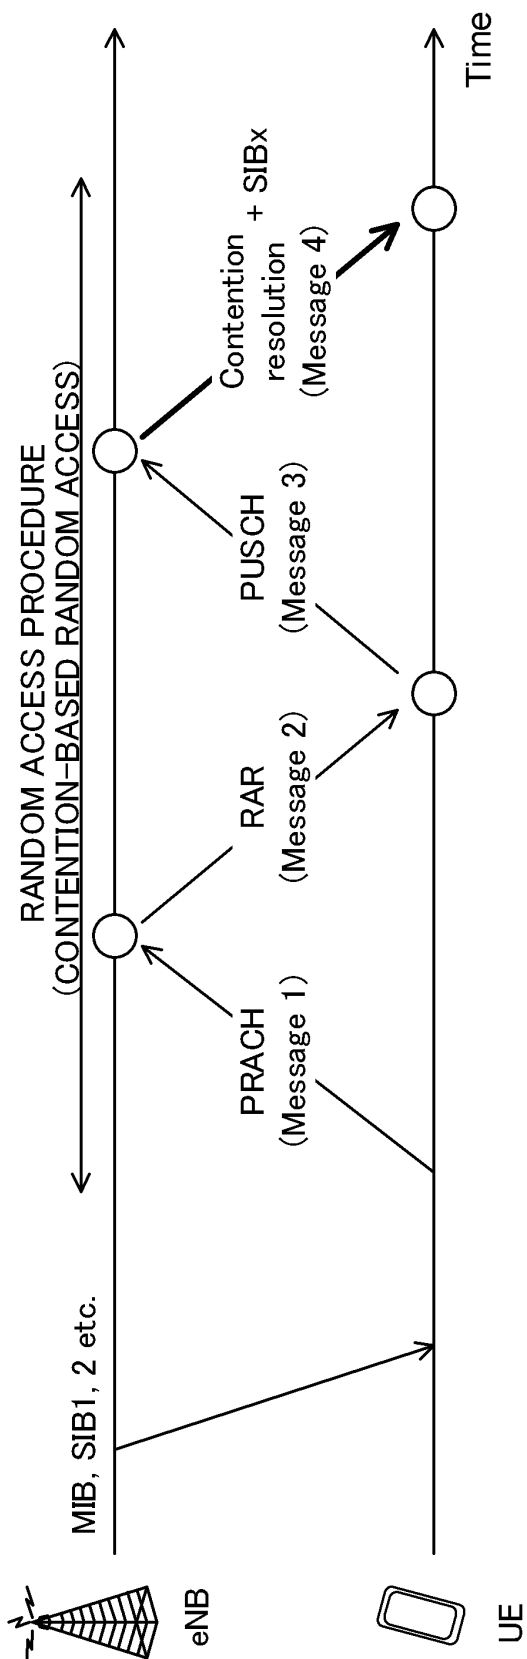 RANDOM ACCESS PROCEDURE
(CONTENTION-BASED RANDOM ACCESS)
MIB, SIB1, 2 etc.
eNB
PRACH
(Message 1)
RAR
(Message 2)
PUSCH
(Message 3)
Contention
resolution
+ SIBx
(Message 4)
UE
Time